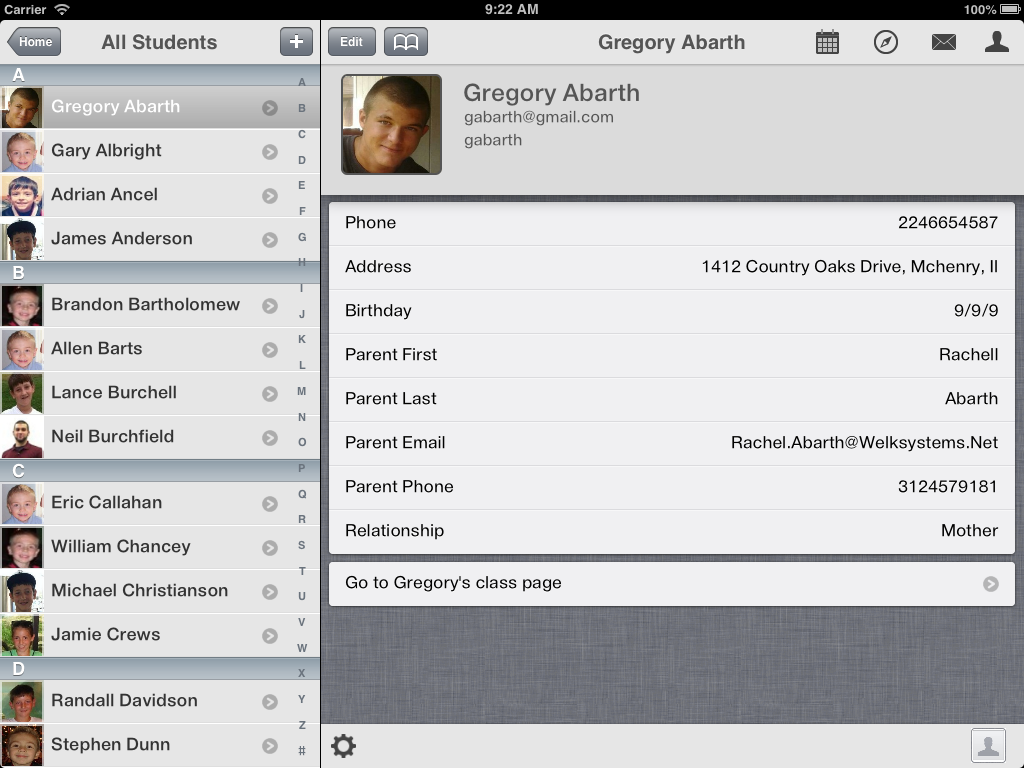 Carrier 9:22 AM 100%
Home All Students +
Edit Gregory Abarth
A
Gregory Abarth
Gary Albright
Adrian Ancel
James Anderson
B
Brandon Bartholomew
Allen Barts
Lance Burchell
Neil Burchfield
C
Eric Callahan
William Chancey
Michael Christianson
Jamie Crews
D
Randall Davidson
Stephen Dunn
A
B
C
D
E
F
G
H
I
J
K
L
M
N
O
P
Q
R
S
T
U
V
W
X
Y
Z
#
Gregory Abarth
gabarth@gmail.com
gabarth
Phone 2246654587
Address 1412 Country Oaks Drive, Mchenry, Il
Birthday 9/9/9
Parent First Rachell
Parent Last Abarth
Parent Email Rachel.Abarth@Welksystems.Net
Parent Phone 3124579181
Relationship Mother
Go to Gregory's class page